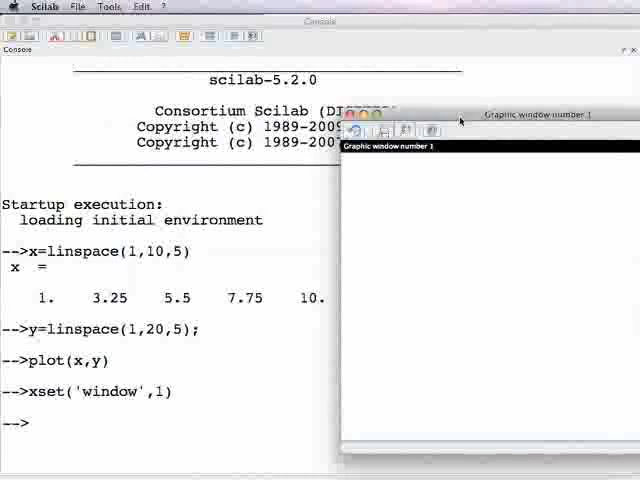 Scilab File Tools Edit ?
Console
Console
scilab-5.2.0
Consortium Scilab (DI
Copyright (c) 1989-2009
Copyright (c) 1989-200
Graphic window number 1
Graphic window number 1
Startup execution:
loading initial environment
-->x=linspace(1,10,5)
x =
1. 3.25 5.5 7.75 10.
-->y=linspace(1,20,5);
-->plot(x,y)
-->xset('window',1)
-->